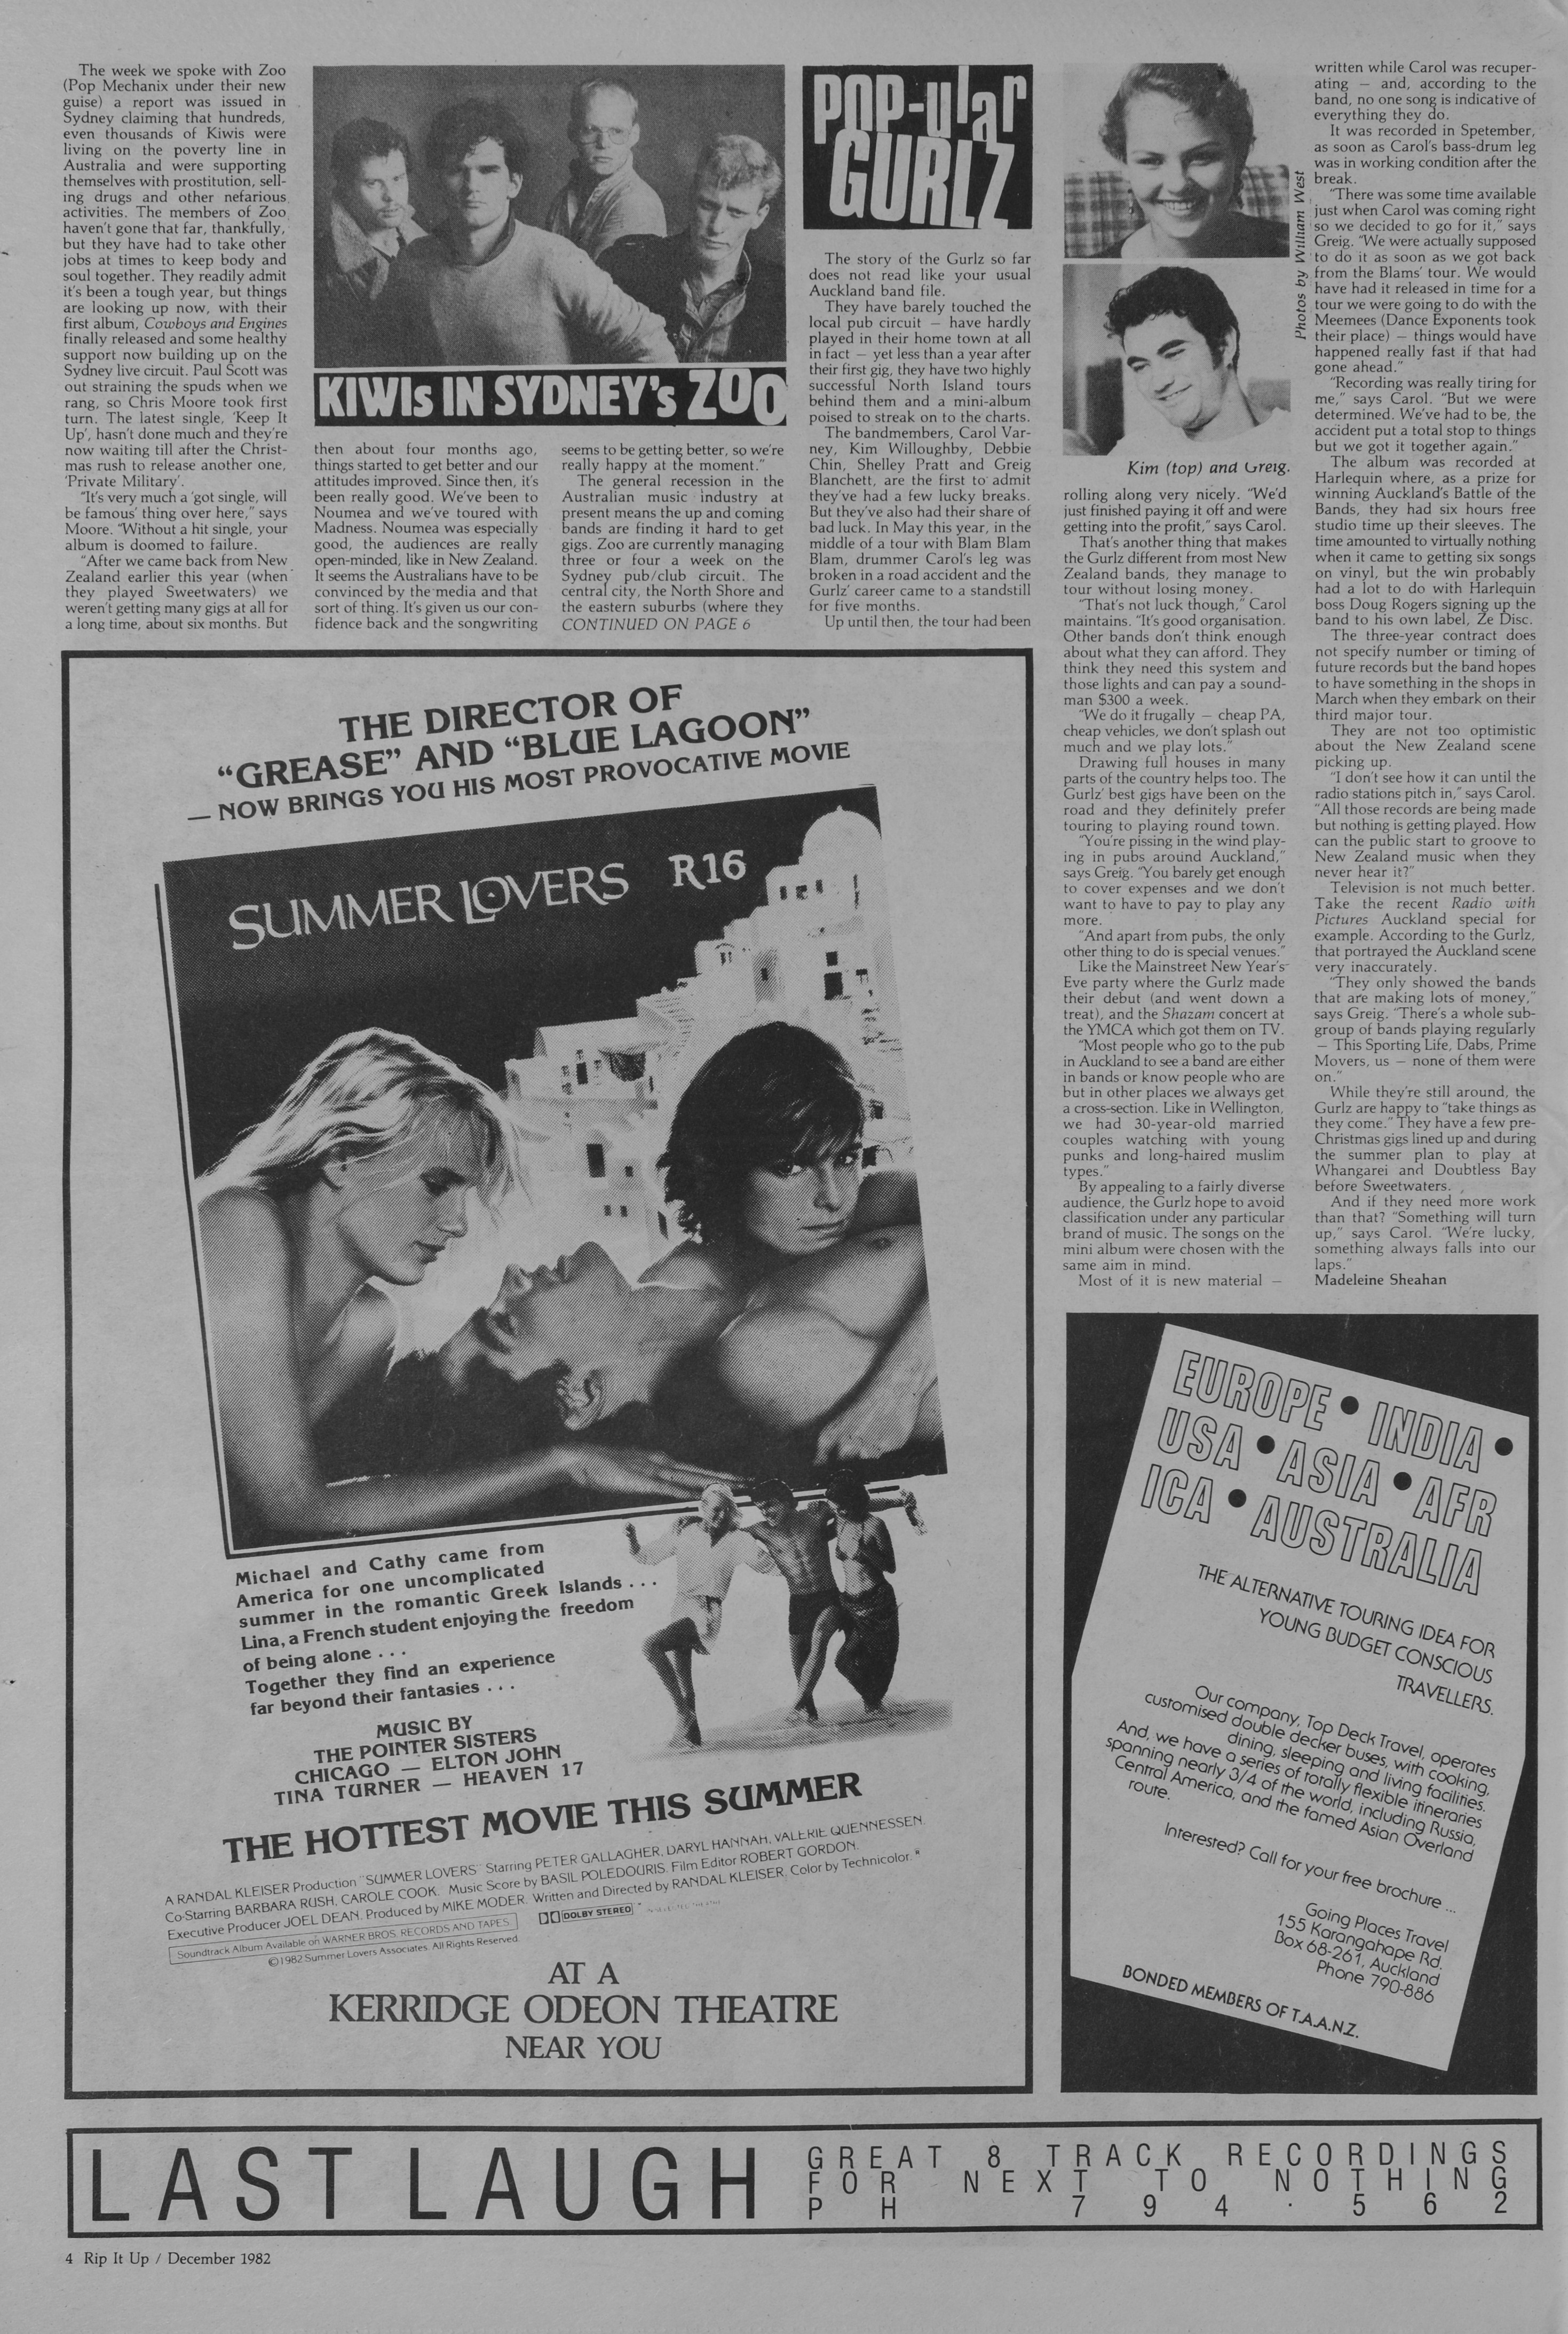 The week we spoke with Zoo
(Pop Mechanix under their new
guise) a report was issued in
Sydney claiming that hundreds,
even thousands of Kiwis were
living on the poverty line in
Australia and were supporting
themselves with prostitution, sell-
ing drugs and other nefarious
activities. The members of Zoo
haven't gone that far, thankfully,
but they have had to take other
jobs at times to keep body and
soul together. They readily admit
it's been a tough year, but things
are looking up now, with their
first album, Cowboys and Engines
finally released and some healthy
support now building up on the
Sydney live circuit. Paul Scott was
out straining the spuds when we
rang, so Chris Moore took first
turn. The latest single, 'Keep It
Up', hasn't done much and they're
now waiting till after the Christ-
mas rush to release another one,
'Private Military'.
"It's very much a 'got single, will
be famous' thing over here," says
Moore. "Without a hit single, your
album is doomed to failure.
"After we came back from New
Zealand earlier this year (when
they played Sweetwaters) we
weren't getting many gigs at all for
a long time, about six months. But
KIWIs IN SYDNEY's ZOO
then about four months ago,
things started to get better and our
attitudes improved. Since then, it's
been really good. We've been to
Noumea and we've toured with
Madness. Noumea was especially
good, the audiences are really
open-minded, like in New Zealand.
It seems the Australians have to be
convinced by the media and that
sort of thing. It's given us our con-
fidence back and the songwriting
seems to be getting better, so we're
really happy at the moment."
The general recession in the
Australian music industry at
present means the up and coming
bands are finding it hard to get
gigs. Zoo are currently managing
three or four a week on the
Sydney pub/club circuit. The
central city, the North Shore and
the eastern suburbs (where they
CONTINUED ON PAGE 6
POP-ular
GURLZ
The story of the Gurlz so far
does not read like your usual
Auckland band file.
They have barely touched the
local pub circuit — have hardly
played in their home town at all
in fact — yet less than a year after
their first gig, they have two highly
successful North Island tours
behind them and a mini-album
poised to streak on to the charts.
The bandmembers, Carol Var-
ney, Kim Willoughby, Debbie
Chin, Shelley Pratt and Greig
Blanchett, are the first to admit
they've had a few lucky breaks.
But they've also had their share of
bad luck. In May this year, in the
middle of a tour with Blam Blam
Blam, drummer Carol's leg was
broken in a road accident and the
Gurlz' career came to a standstill
for five months.
Up until then, the tour had been
Photos by William West
Kim (top) and Greig.
rolling along very nicely. "We'd
just finished paying it off and were
getting into the profit," says Carol.
That's another thing that makes
the Gurlz different from most New
Zealand bands, they manage to
tour without losing money.
"That's not luck though," Carol
maintains. "It's good organisation.
Other bands don't think enough
about what they can afford. They
think they need this system and
those lights and can pay a sound-
man $300 a week.
"We do it frugally — cheap PA,
cheap vehicles, we don't splash out
much and we play lots."
Drawing full houses in many
parts of the country helps too. The
Gurlz' best gigs have been on the
road and they definitely prefer
touring to playing round town.
"You're pissing in the wind play-
ing in pubs around Auckland,"
says Greig. "You barely get enough
to cover expenses and we don't
want to have to pay to play any
more.
"And apart from pubs, the only
other thing to do is special venues."
Like the Mainstreet New Year's
Eve party where the Gurlz made
their debut (and went down a
treat), and the Shazam concert at
the YMCA which got them on TV.
"Most people who go to the pub
in Auckland to see a band are either
in bands or know people who are
but in other places we always get
a cross-section. Like in Wellington,
we had 30-year-old married
couples watching with young
punks and long-haired muslim
types."
By appealing to a fairly diverse
audience, the Gurlz hope to avoid
classification under any particular
brand of music. The songs on the
mini album were chosen with the
same aim in mind.
Most of it is new material —
written while Carol was recuper-
ating — and, according to the
band, no one song is indicative of
everything they do.
It was recorded in Spetember,
as soon as Carol's bass-drum leg
was in working condition after the
break.
"There was some time available
just when Carol was coming right
so we decided to go for it," says
Greig. "We were actually supposed
to do it as soon as we got back
from the Blams' tour. We would
have had it released in time for a
tour we were going to do with the
Meemees (Dance Exponents took
their place) — things would have
happened really fast if that had
gone ahead."
"Recording was really tiring for
me," says Carol. "But we were
determined. We've had to be, the
accident put a total stop to things
but we got it together again."
The album was recorded at
Harlequin where, as a prize for
winning Auckland's Battle of the
Bands, they had six hours free
studio time up their sleeves. The
time amounted to virtually nothing
when it came to getting six songs
on vinyl, but the win probably
had a lot to do with Harlequin
boss Doug Rogers signing up the
band to his own label, Ze Disc.
The three-year contract does
not specify number or timing of
future records but the band hopes
to have something in the shops in
March when they embark on their
third major tour.
They are not too optimistic
about the New Zealand scene
picking up.
"I don't see how it can until the
radio stations pitch in," says Carol.
"All those records are being made
but nothing is getting played. How
can the public start to groove to
New Zealand music when they
never hear it?"
Television is not much better.
Take the recent Radio with
Pictures Auckland special for
example. According to the Gurlz,
that portrayed the Auckland scene
very inaccurately.
"They only showed the bands
that are making lots of money,"
says Greig. "There's a whole sub-
group of bands playing regularly
— This Sporting Life, Dabs, Prime
Movers, us — none of them were
on."
While they're still around, the
Gurlz are happy to "take things as
they come." They have a few pre-
Christmas gigs lined up and during
the summer plan to play at
Whangarei and Doubtless Bay
before Sweetwaters.
And if they need more work
than that? "Something will turn
up," says Carol. "We're lucky,
something always falls into our
laps."
Madeleine Sheahan
THE DIRECTOR OF
"GREASE" AND "BLUE LAGOON"
— NOW BRINGS YOU HIS MOST PROVOCATIVE MOVIE
SUMMER LOVERS R16
Michael and Cathy came from
America for one uncomplicated
summer in the romantic Greek Islands . . .
Lina, a French student enjoying the freedom
of being alone . . .
Together they find an experience
far beyond their fantasies . . .
MUSIC BY
THE POINTER SISTERS
CHICAGO — ELTON JOHN
TINA TURNER — HEAVEN 17
THE HOTTEST MOVIE THIS SUMMER
A RANDAL KLEISER Production "SUMMER LOVERS" Starring PETER GALLAGHER, DARYL HANNAH, VALERIE QUENNESSEN
Co-Starring BARBARA RUSH, CAROLE COOK. Music Score by BASIL POLEDOURIS. Film Editor ROBERT GORDON.
Executive Producer JOEL DEAN. Produced by MIKE MODER. Written and Directed by RANDAL KLEISER. Color by Technicolor.®
Soundtrack Album Available on WARNER BROS. RECORDS AND TAPES
DOLBY STEREO
©1982 Summer Lovers Associates. All Rights Reserved.
AT A
KERRIDGE ODEON THEATRE
NEAR YOU
EUROPE • INDIA •
USA • ASIA • AFR
ICA • AUSTRALIA
THE ALTERNATIVE TOURING IDEA FOR
YOUNG BUDGET CONSCIOUS
TRAVELLERS.
Our company, Top Deck Travel, operates
customised double decker buses, with cooking,
dining, sleeping and living facilities.
And, we have a series of totally flexible itineraries
spanning nearly 3/4 of the world, including Russia,
Central America, and the famed Asian Overland
route.
Interested? Call for your free brochure ...
Going Places Travel
155 Karangahape Rd.
Box 68-261, Auckland
Phone 790-886
BONDED MEMBERS OF T.A.A.N.Z.
LAST LAUGH
GREAT 8 TRACK RECORDINGS
FOR NEXT TO NOTHING
PH 794·562
4 Rip It Up / December 1982